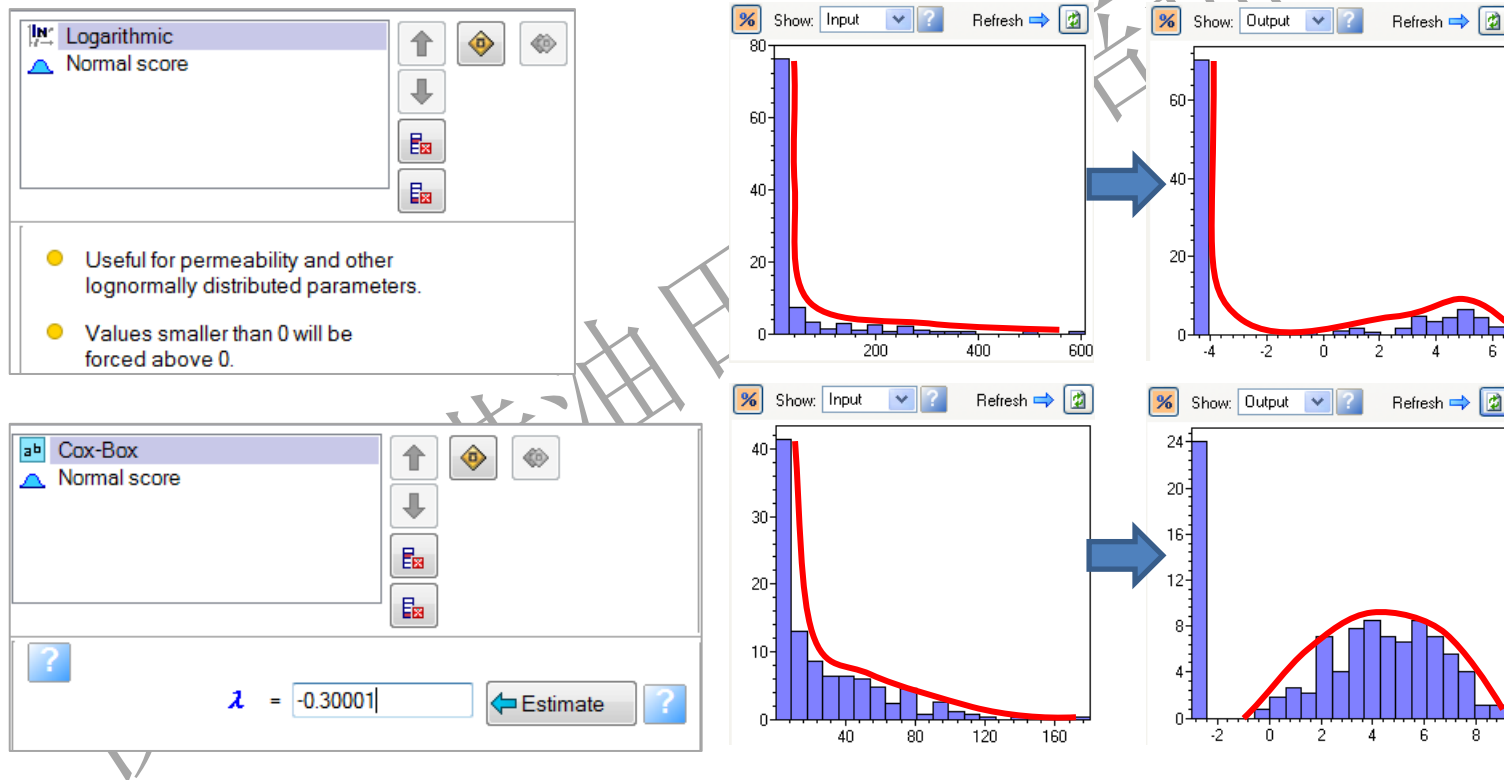 Logarithmic
Normal score
Useful for permeability and other
lognormally distributed parameters.
Values smaller than 0 will be
forced above 0.
% Show: Input ? Refresh
80
60
40
20
0
200 400 600
% Show: Output ? Refresh
60
40
20
0
-4 -2 0 2 4 6
Cox-Box
Normal score
?
λ = -0.30001 Estimate ?
% Show: Input ? Refresh
40
30
20
10
0
40 80 120 160
% Show: Output ? Refresh
24
20
16
12
8
4
0
-2 0 2 4 6 8
油田